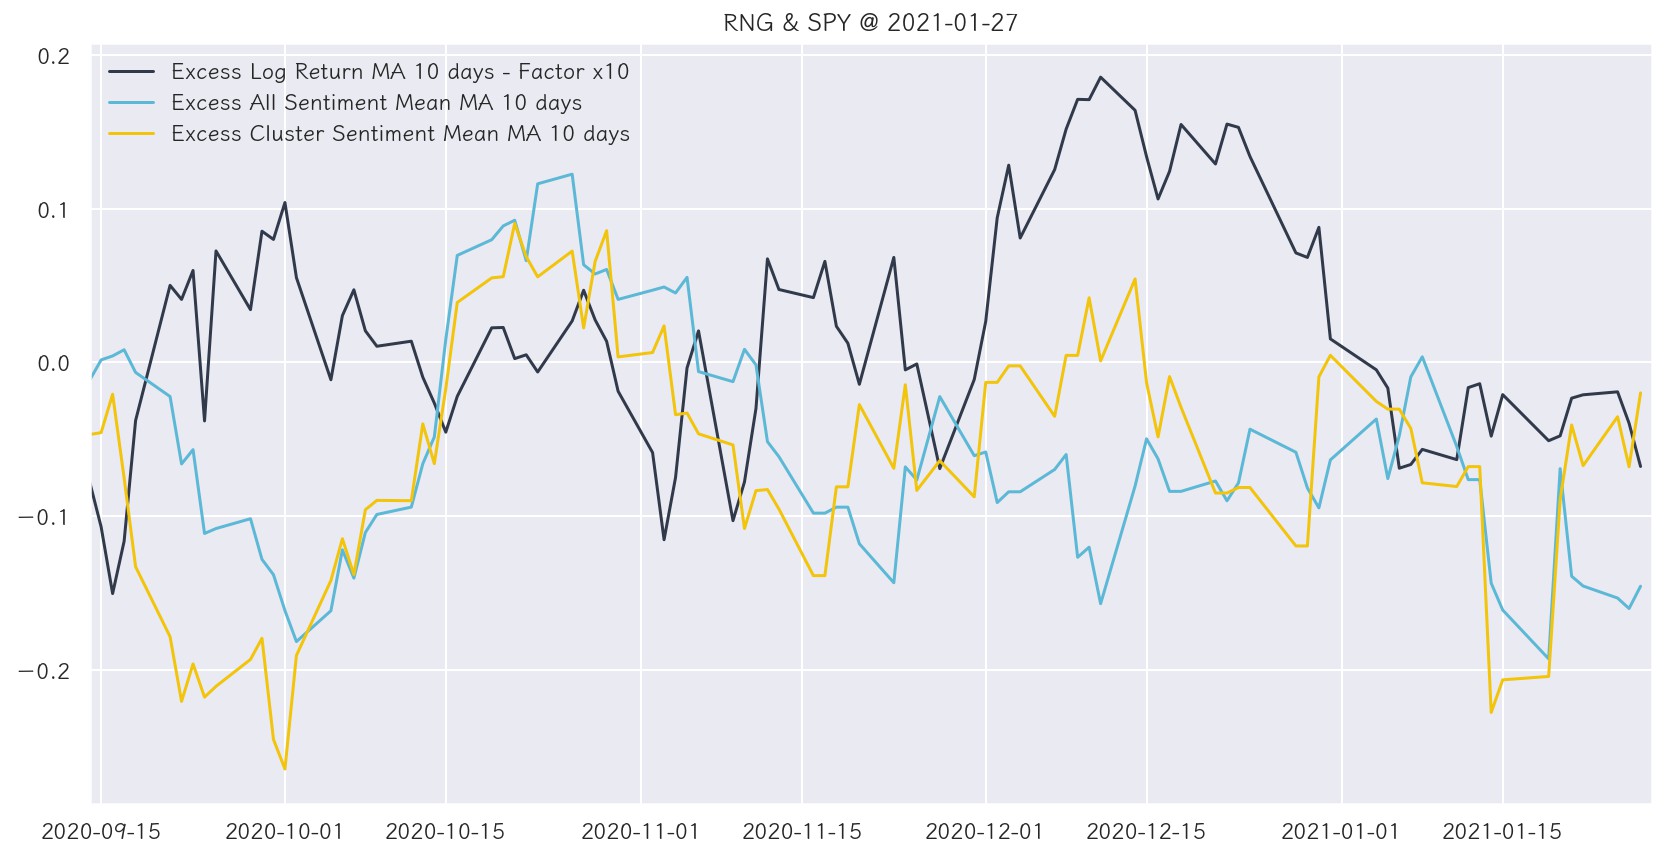 RNG & SPY @ 2021-01-27
0.2
Excess Log Return MA 10 days - Factor x10
Excess All Sentiment Mean MA 10 days
Excess Cluster Sentiment Mean MA 10 days
0.1
0.0
−0.1
−0.2
2020-09-15 2020-10-01 2020-10-15 2020-11-01 2020-11-15 2020-12-01 2020-12-15 2021-01-01 2021-01-15